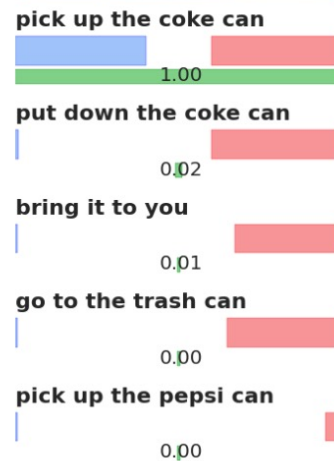 pick up the coke can
1.00
put down the coke can
0.02
bring it to you
0.01
go to the trash can
0.00
pick up the pepsi can
0.00